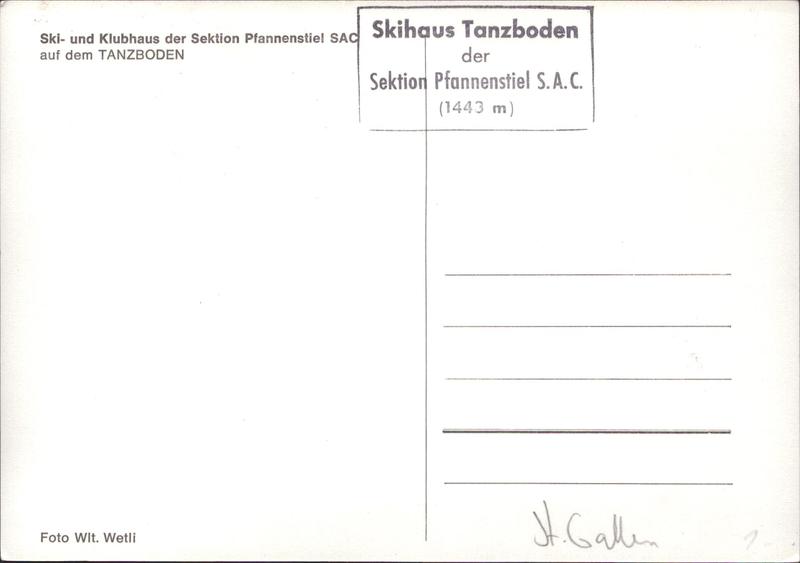 Ski- und Klubhaus der Sektion Pfannenstiel SAC
auf dem TANZBODEN
Skihaus Tanzboden
der
Sektion Pfannenstiel S.A.C.
(1443 m)
Foto Wlt. Wetli
St. Gallen
1.-